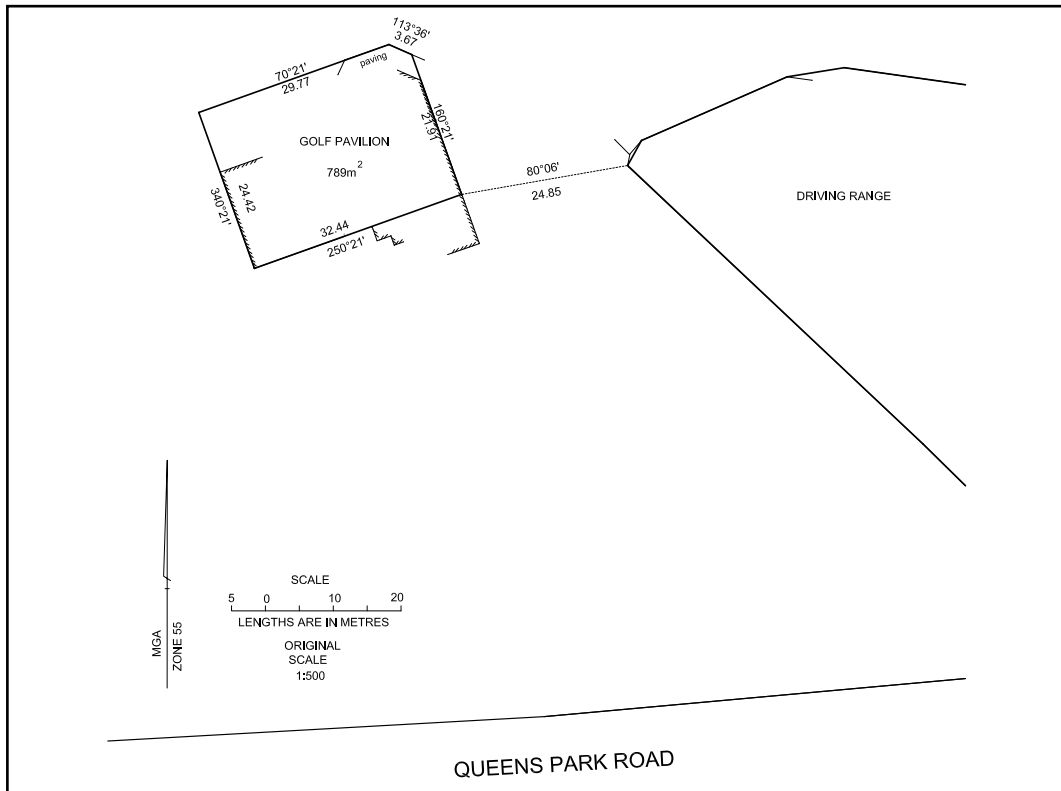 113°36'
3.67
paving
70°21'
29.77
160°21'
21.91
GOLF PAVILION
789m²
80°06'
24.85
DRIVING RANGE
340°21'
24.42
32.44
250°21'
MGA
ZONE 55
SCALE
5 0 10 20
LENGTHS ARE IN METRES
ORIGINAL
SCALE
1:500
QUEENS PARK ROAD